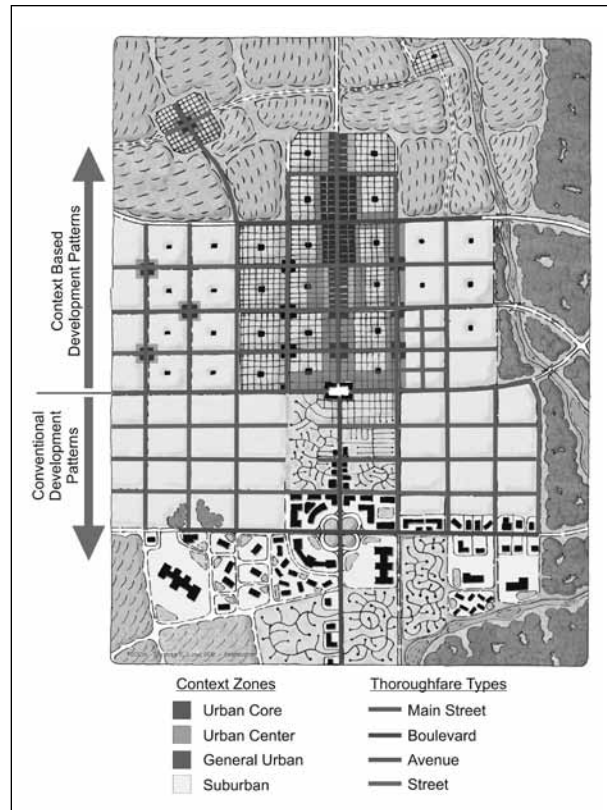 Context Based
Development Patterns
Conventional
Development
Patterns
Context Zones
Urban Core
Urban Center
General Urban
Suburban
Thoroughfare Types
Main Street
Boulevard
Avenue
Street